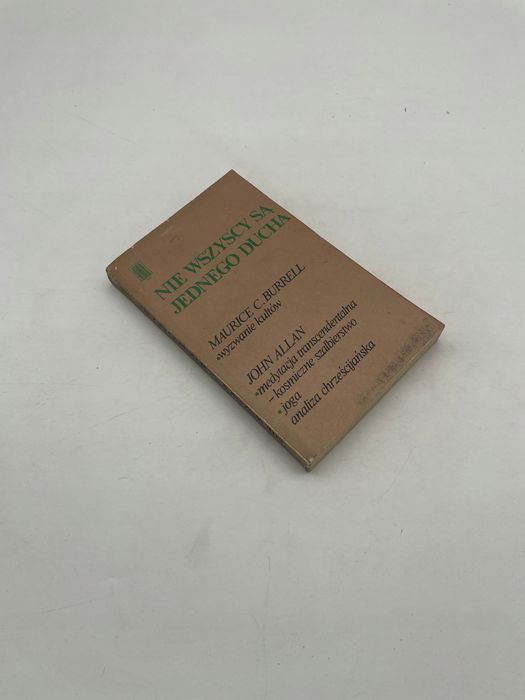 NIE WSZYSCY SĄ
JEDNEGO DUCHA
MAURICE C. BURRELL
•wyzwanie kultów
JOHN ALLAN
•medytacja transcendentalna
–kosmiczne szalbierstwo
•joga
analiza chrześcijańska